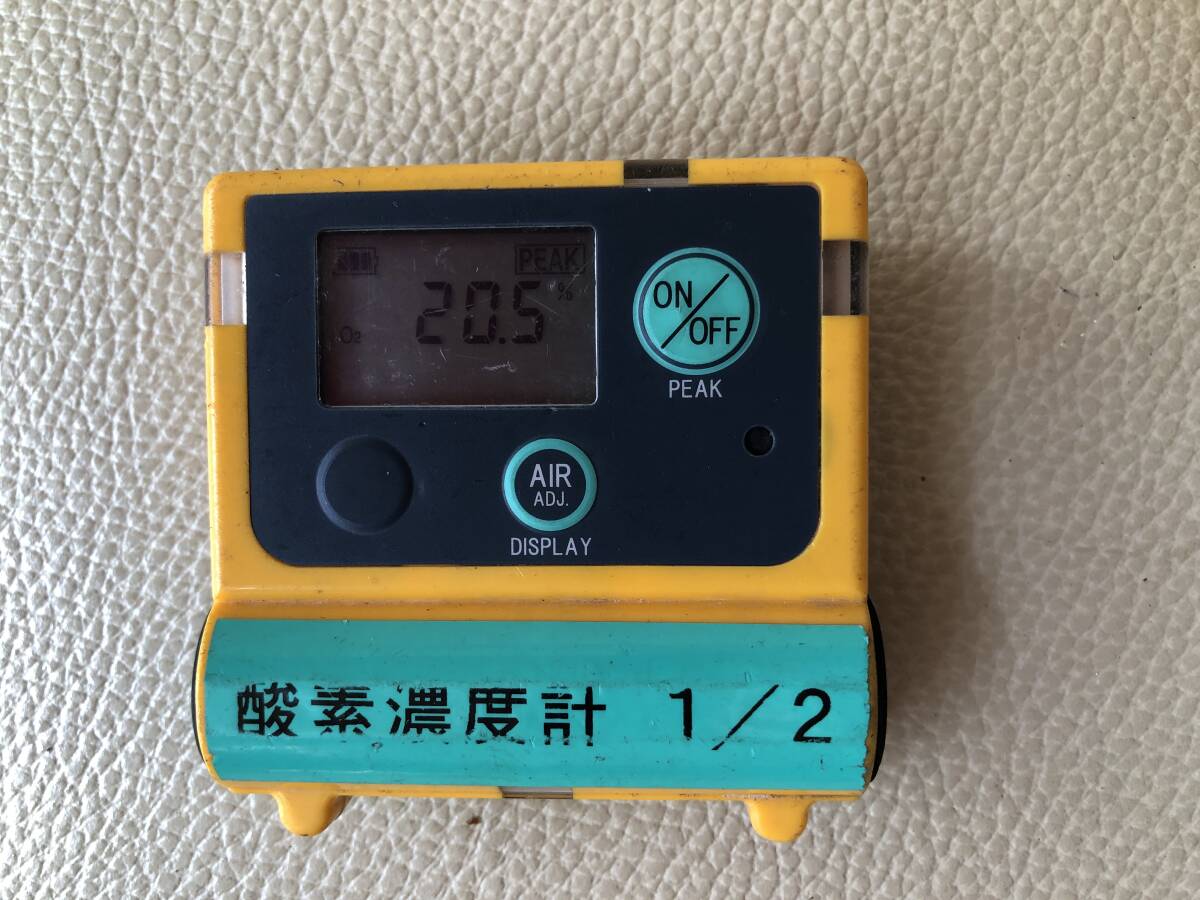 PEAK
20.5 %
O₂
ON/OFF
PEAK
AIR
ADJ.
DISPLAY
酸素濃度計 1/2